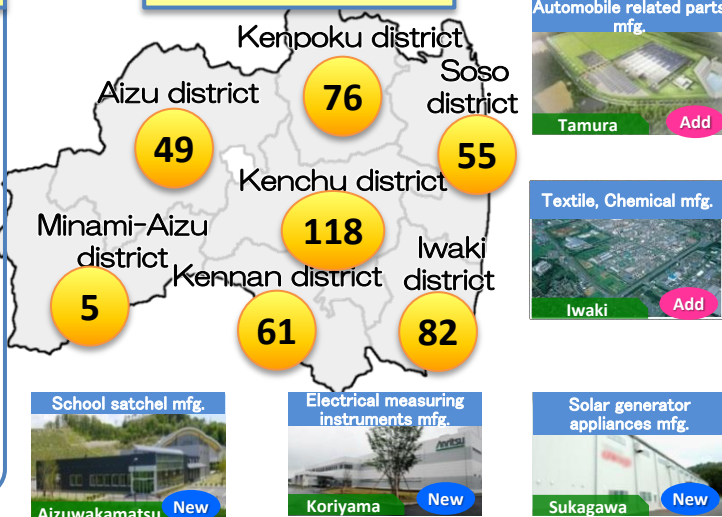 Kenpoku district
76
Soso
district
55
Aizu district
49
Kenchu district
118
Minami-Aizu
district
5
Kennan district
61
Iwaki
district
82
Automobile related parts
mfg.
Tamura
Add
Textile, Chemical mfg.
Iwaki
Add
School satchel mfg.
Aizuwakamatsu
New
Electrical measuring
instruments mfg.
Anritsu
Koriyama
New
Solar generator
appliances mfg.
Sukagawa
New